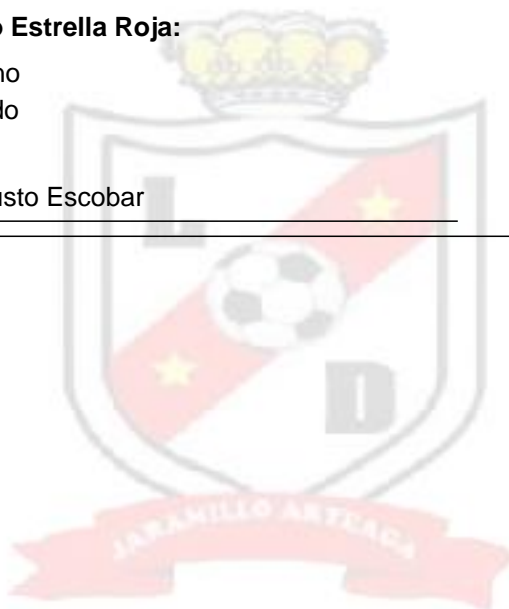 o Estrella Roja:
no
do
usto Escobar
L
D
JARAMILLO ARTEAGA